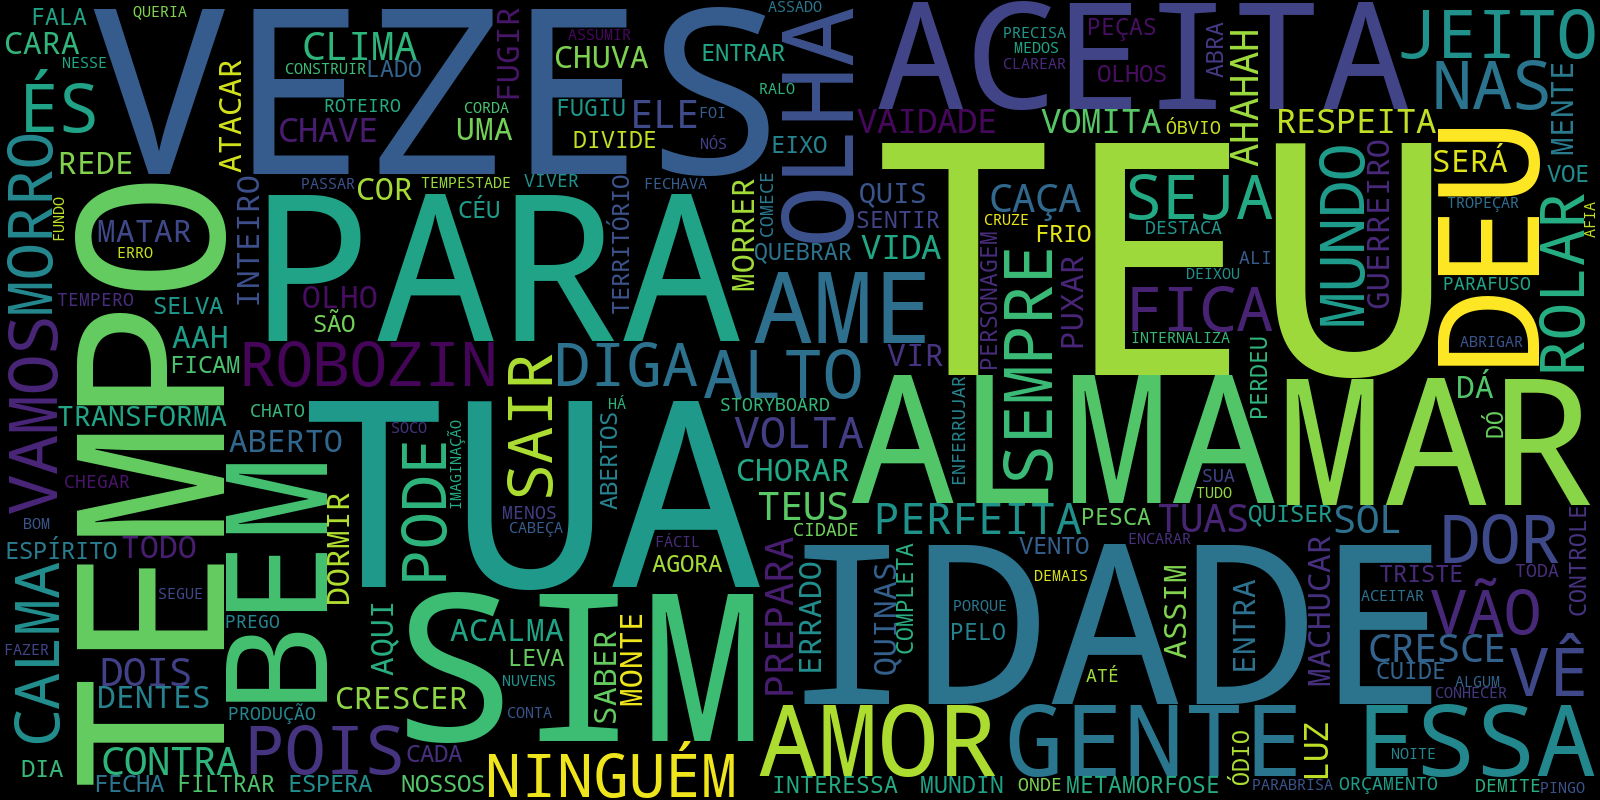 FALA
QUERIA
CARA
NESSE
VEZES
CLIMA
CONSTRUIR
LADO
FUGIR
ASSUMIR
CHUVA
ENTRAR
ASSADO
OLHA
ACEITA
PRECISA
MEDOS
CLAREAR
PEÇAS
OLHOS
ABRA
AHAHAH
JEITO
NAS
MENTE
ÉS
REDE
ATACAR
ROTEIRO
CHAVE
CORDA
UMA
FUGIU
ELE
FOI
RALO
DIVIDE
NÓS
EIXO
VAIDADE
VOMITA
ÓBVIO
RESPEITA
SERÁ
DEU
VOE
MORRO
FUNDO
MATAR
ERRO
TEMPO
INTEIRO
PASSAR
COR
TEMPESTADE
VIVER
FECHAVA
CÉU
PARA
TERRITÓRIO
MORRER
COMECE
QUIS
SENTIR
QUEBRAR
VIDA
TEU
CAÇA
CRUZE
FRIO
SEJA
DESTACA
MUNDO
GUERREIRO
TROPEÇAR
ROLAR
AFIA
TEMPERO
SELVA
OLHO
SÃO
AAH
FICAM
VAMOS
ROBOZIN
SAIR
DIGA
AME
ALTO
VIR
PERSONAGEM
SEMPRE
PUXAR
DEIXOU
ALI
FICA
INTERNALIZA
PERDEU
PARAFUSO
ABRIGAR
DÁ
DÓ
TRANSFORMA
CHATO
ABERTO
TUA
SOCO
PODE
IMAGINAÇÃO
HÁ
ABERTOS
STORYBOARD
VOLTA
CHORAR
TEUS
CIDADE
ALMA
ENFERRUJAR
MAR
SUA
TUDO
CHEGAR
BOM
ESPÍRITO
TODO
BEM
DORMIR
MENOS
CABEÇA
FÁCIL
AGORA
PERFEITA
PESCA
TUAS
QUISER
SOL
DOR
CONTROLE
ENCARAR
VENTO
DEMAIS
IDADE
CALMA
SEGUE
PREGO
AQUI
SIM
ACALMA
LEVA
NUVENS
CONTA
SABER
MONTE
PREPARA
ERRADO
QUINAS
COMPLETA
PORQUE
PELO
ATÉ
ASSIM
ENTRA
MACHUCAR
TRISTE
TODA
ACEITAR
VÃO
CRESCE
CUIDE
ALGUM
CONHECER
VÊ
FAZER
DOIS
DENTES
PRODUÇÃO
CRESCER
CONTRA
POIS
CADA
DIA
FECHA
FILTRAR
ESPERA
NOSSOS
NINGUÉM
AMOR
GENTE
ÓDIO
LUZ
ESSA
NOITE
INTERESSA
MUNDIN
ONDE
METAMORFOSE
PARABRISA
ORÇAMENTO
DEMITE
PINGO